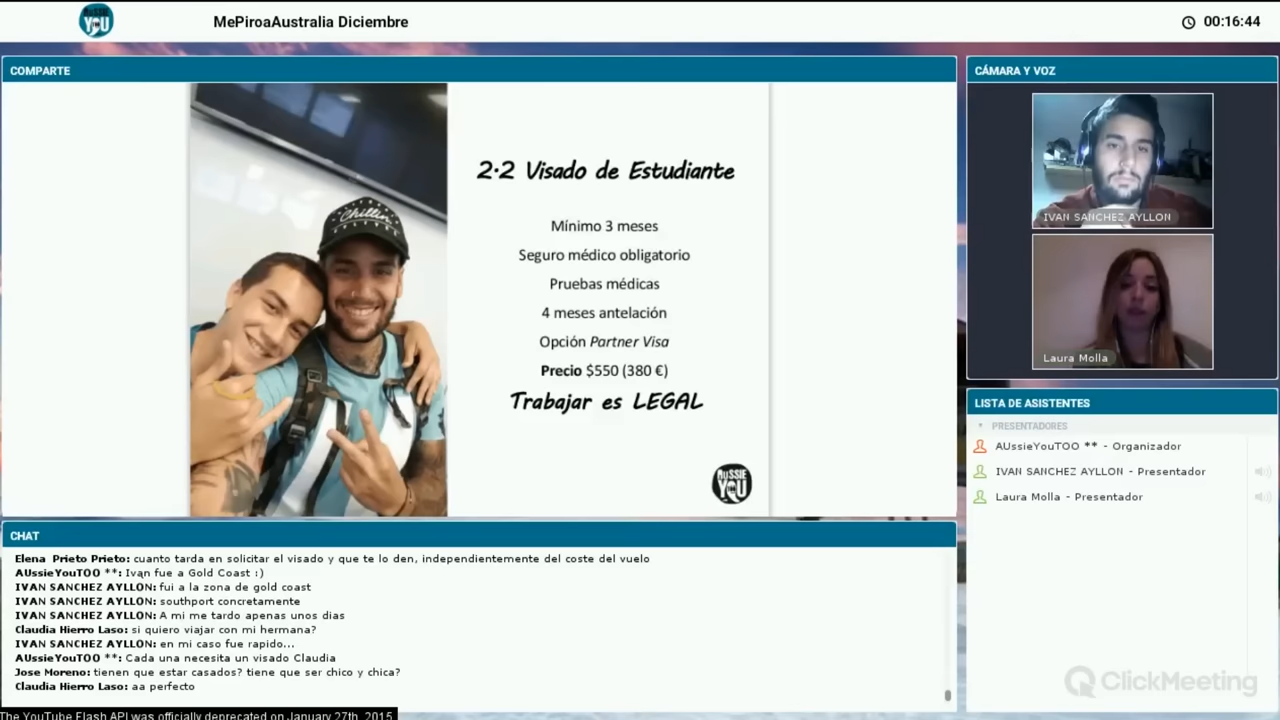 AUSSIE
YOU
MePiroaAustralia Diciembre
00:16:44
COMPARTE
Chillin
2.2 Visado de Estudiante
Mínimo 3 meses
Seguro médico obligatorio
Pruebas médicas
4 meses antelación
Opción Partner Visa
Precio $550 (380 €)
Trabajar es LEGAL
AUSSIE
YOU
CÁMARA Y VOZ
IVAN SANCHEZ AYLLON
Laura Molla
LISTA DE ASISTENTES
PRESENTADORES
AUssieYouTOO ** - Organizador
IVAN SANCHEZ AYLLON - Presentador
Laura Molla - Presentador
CHAT
Elena Prieto Prieto: cuanto tarda en solicitar el visado y que te lo den, independientemente del coste del vuelo
AUssieYouTOO **: Ivan fue a Gold Coast :)
IVAN SANCHEZ AYLLON: fui a la zona de gold coast
IVAN SANCHEZ AYLLON: southport concretamente
IVAN SANCHEZ AYLLON: A mi me tardo apenas unos dias
Claudia Hierro Laso: si quiero viajar con mi hermana?
IVAN SANCHEZ AYLLON: en mi caso fue rapido...
AUssieYouTOO **: Cada una necesita un visado Claudia
Jose Moreno: tienen que estar casados? tiene que ser chico y chica?
Claudia Hierro Laso: aa perfecto
ClickMeeting
The YouTube Flash API was officially deprecated on January 27th, 2015.